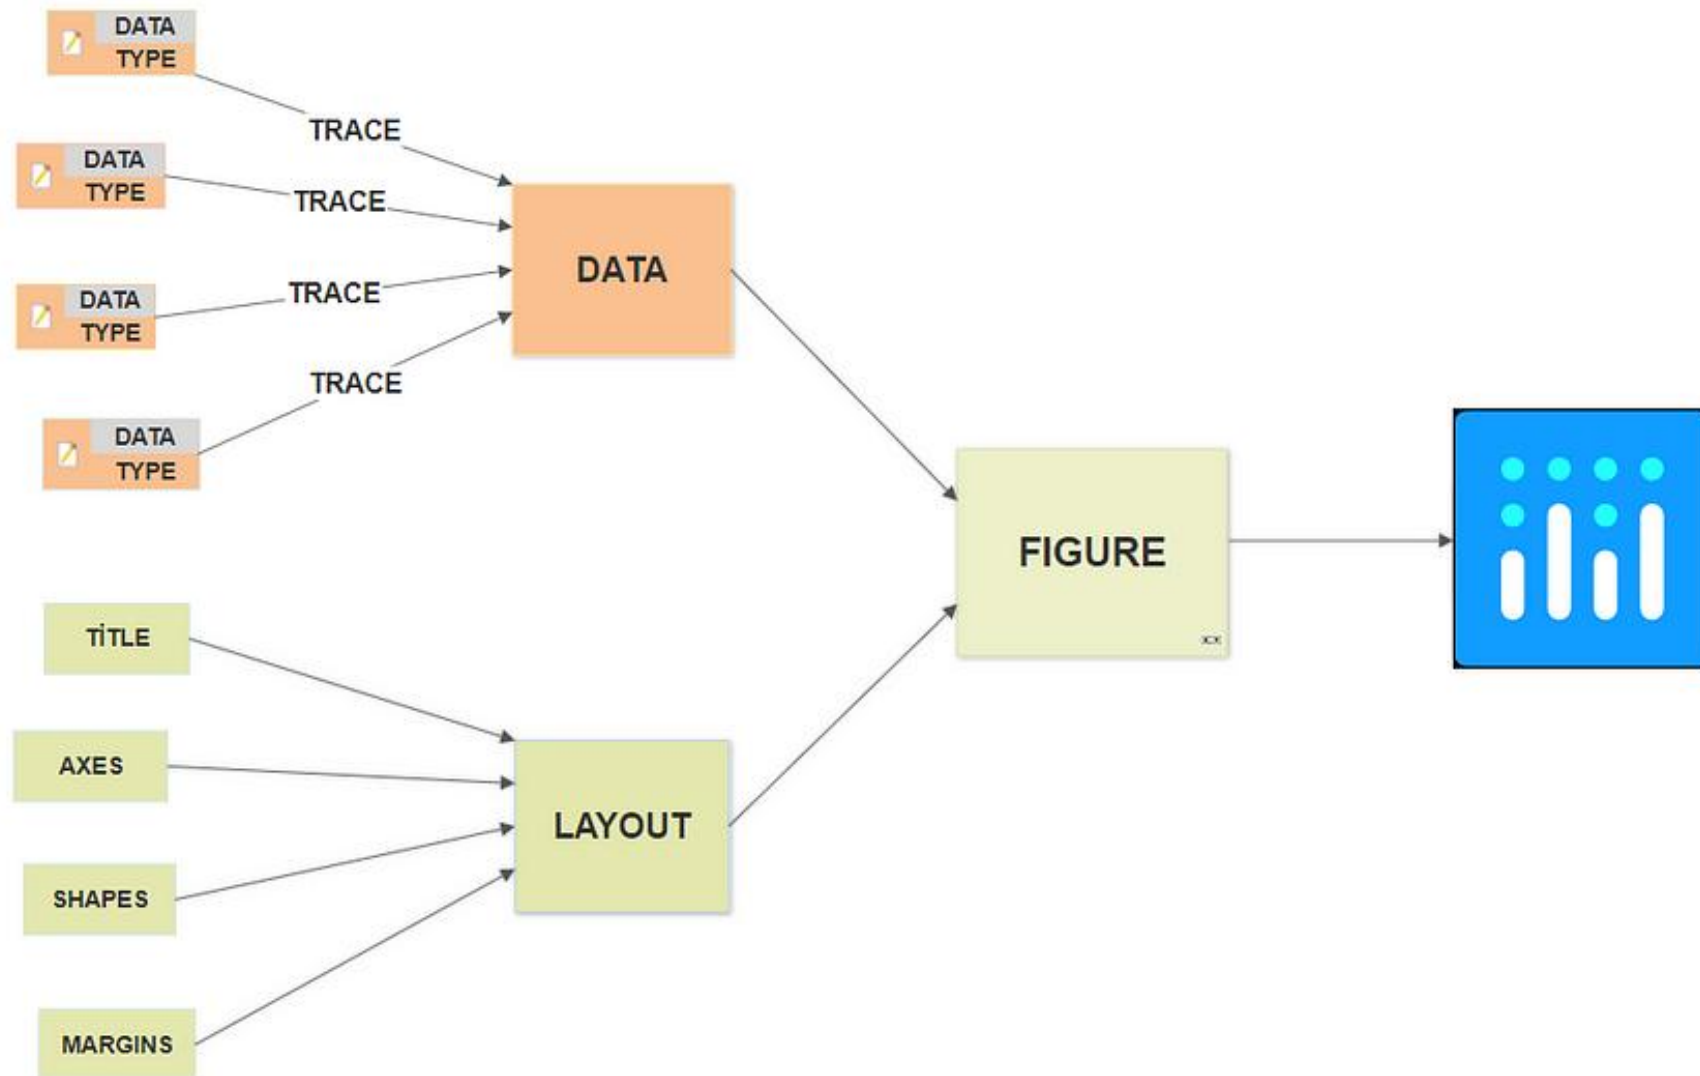 DATA
TYPE
TRACE
DATA
TYPE
TRACE
DATA
TYPE
TRACE
DATA
TYPE
TRACE
DATA
FIGURE
TİTLE
AXES
SHAPES
MARGINS
LAYOUT